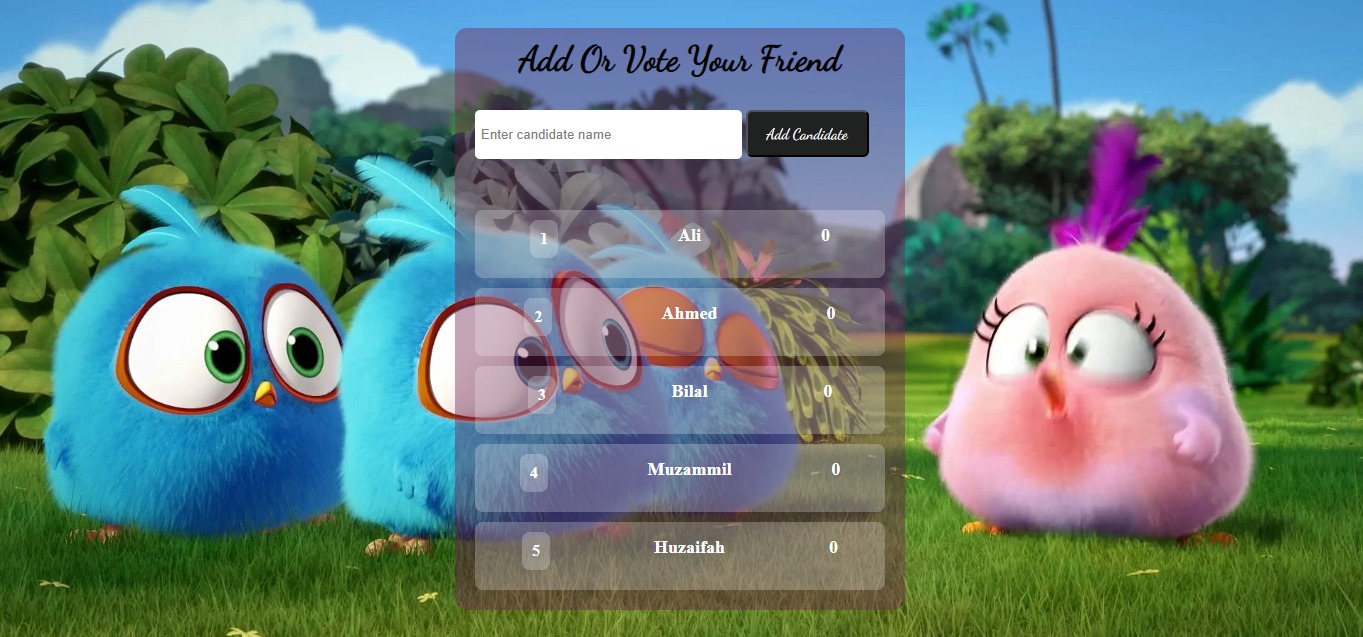 Add Or Vote Your Friend
Enter candidate name Add Candidate
1 Ali 0
2 Ahmed 0
3 Bilal 0
4 Muzammil 0
5 Huzaifah 0